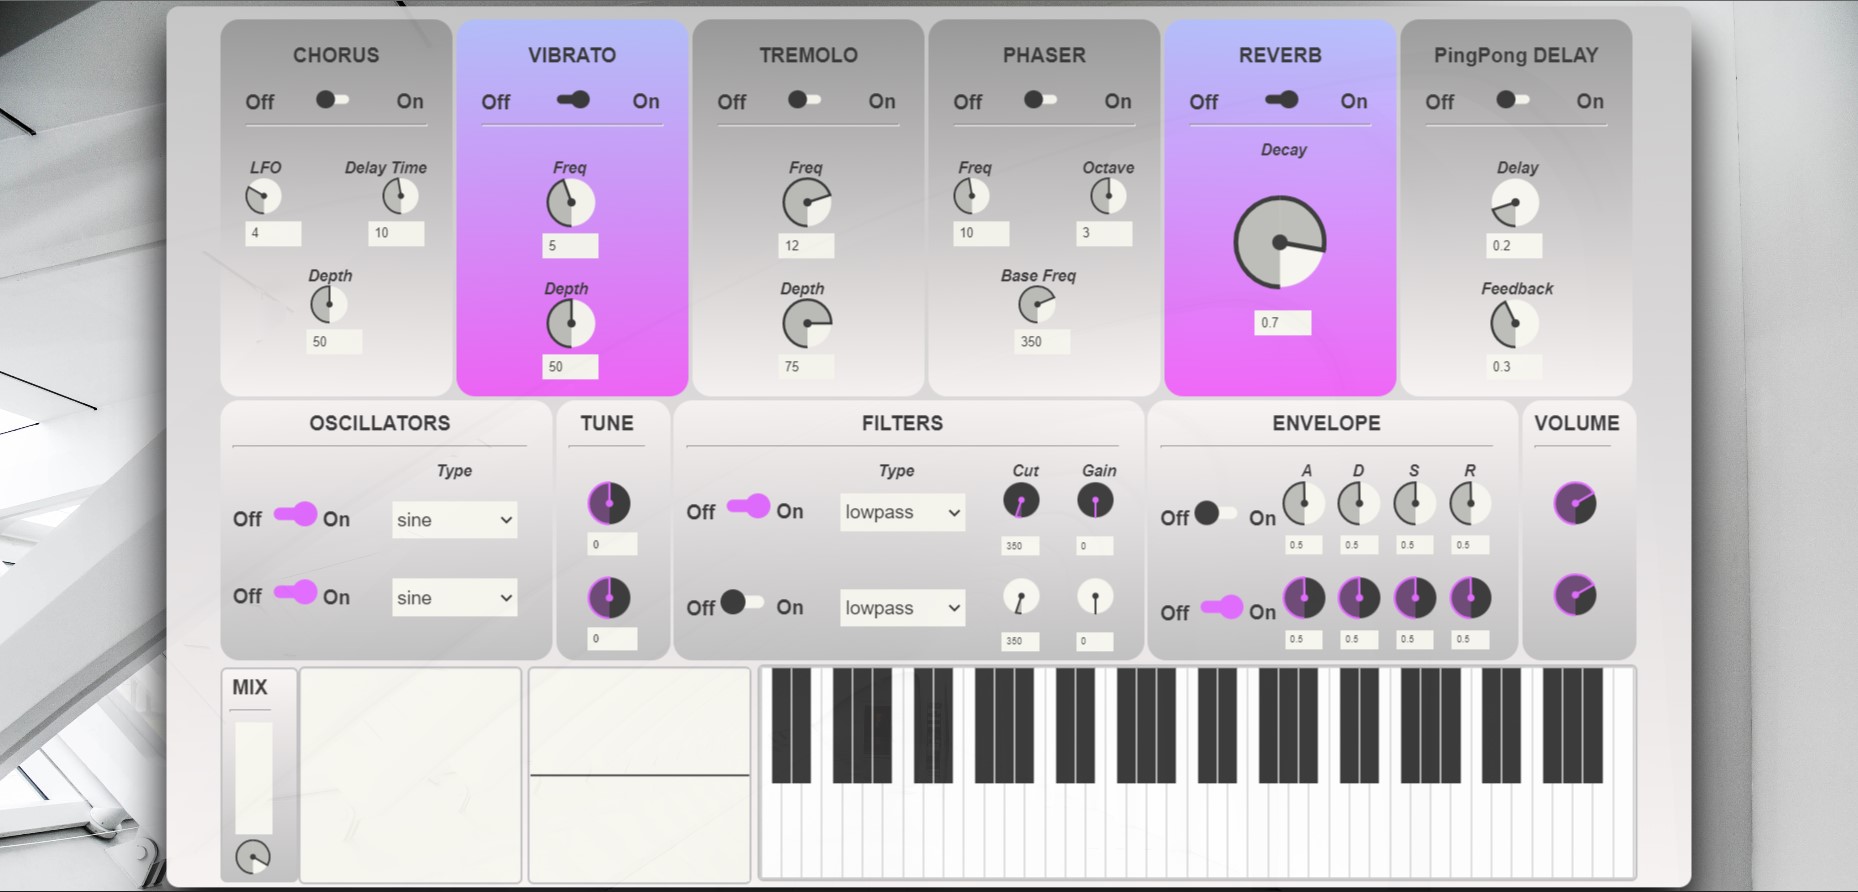 CHORUS
Off On
LFO Delay Time
4 10
Depth
50
VIBRATO
Off On
Freq
5
Depth
50
TREMOLO
Off On
Freq
12
Depth
75
PHASER
Off On
Freq Octave
10 3
Base Freq
350
REVERB
Off On
Decay
0.7
PingPong DELAY
Off On
Delay
0.2
Feedback
0.3
OSCILLATORS
Type
Off On sine
Off On sine
TUNE
0
0
FILTERS
Type Cut Gain
Off On lowpass
350 0
Off On lowpass
350 0
ENVELOPE
A D S R
Off On
0.5 0.5 0.5 0.5
Off On
0.5 0.5 0.5 0.5
VOLUME
MIX